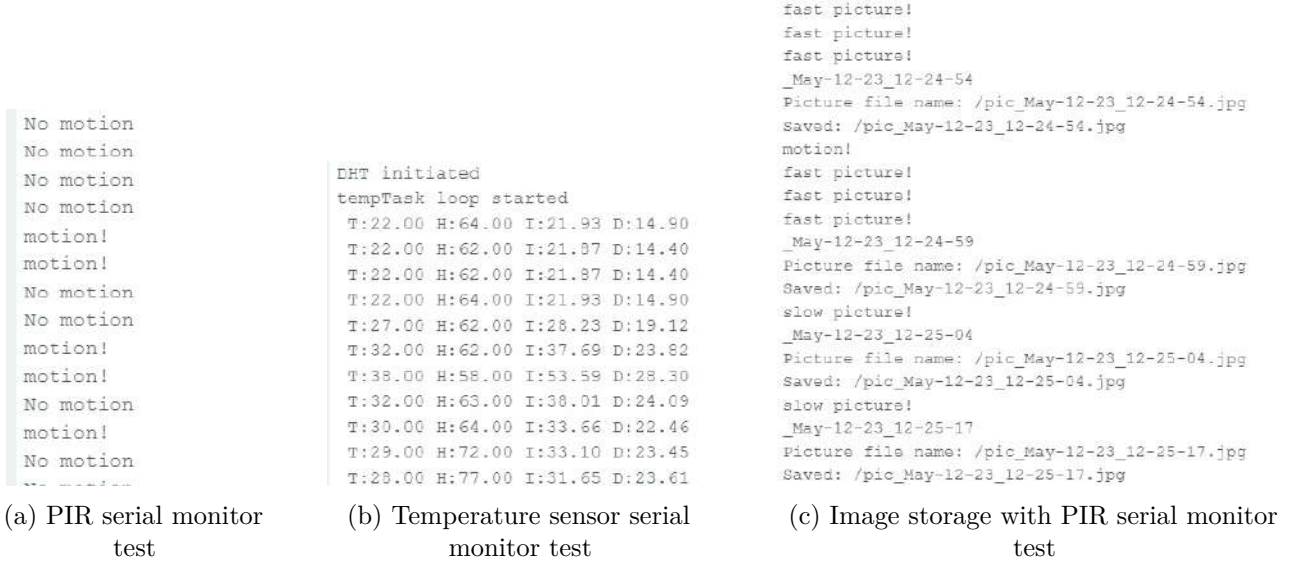 No motion
No motion
No motion
No motion
motion!
motion!
No motion
No motion
motion!
motion!
No motion
motion!
No motion
(a) PIR serial monitor
test
DHT initiated
tempTask loop started
T:22.00 H:64.00 I:21.93 D:14.90
T:22.00 H:62.00 I:21.87 D:14.40
T:22.00 H:62.00 I:21.87 D:14.40
T:22.00 H:64.00 I:21.93 D:14.90
T:27.00 H:62.00 I:28.23 D:19.12
T:32.00 H:62.00 I:37.69 D:23.82
T:38.00 H:58.00 I:53.59 D:28.30
T:32.00 H:63.00 I:38.01 D:24.09
T:30.00 H:64.00 I:33.66 D:22.46
T:29.00 H:72.00 I:33.10 D:23.45
T:28.00 H:77.00 I:31.65 D:23.61
(b) Temperature sensor serial
monitor test
fast picture!
fast picture!
fast picture!
_May-12-23_12-24-54
Picture file name: /pic_May-12-23_12-24-54.jpg
Saved: /pic_May-12-23_12-24-54.jpg
motion!
fast picture!
fast picture!
fast picture!
_May-12-23_12-24-59
Picture file name: /pic_May-12-23_12-24-59.jpg
Saved: /pic_May-12-23_12-24-59.jpg
slow picture!
_May-12-23_12-25-04
Picture file name: /pic_May-12-23_12-25-04.jpg
Saved: /pic_May-12-23_12-25-04.jpg
slow picture!
_May-12-23_12-25-17
Picture file name: /pic_May-12-23_12-25-17.jpg
Saved: /pic_May-12-23_12-25-17.jpg
(c) Image storage with PIR serial monitor
test